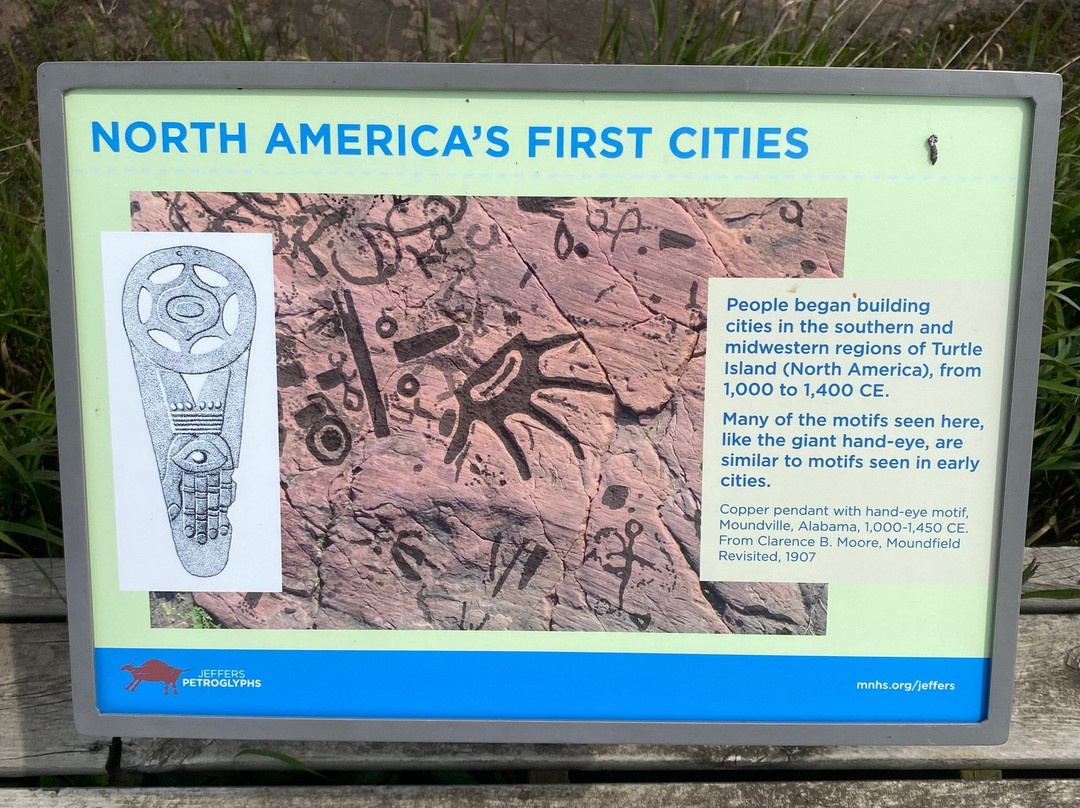 NORTH AMERICA'S FIRST CITIES
People began building
cities in the southern and
midwestern regions of Turtle
Island (North America), from
1,000 to 1,400 CE.
Many of the motifs seen here,
like the giant hand-eye, are
similar to motifs seen in early
cities.
Copper pendant with hand-eye motif,
Moundville, Alabama, 1,000-1,450 CE.
From Clarence B. Moore, Moundfield
Revisited, 1907
JEFFERS
PETROGLYPHS
mnhs.org/jeffers